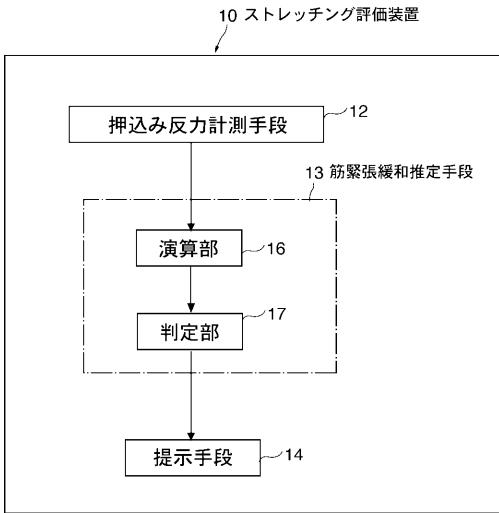 10 ストレッチング評価装置
押込み反力計測手段
12
13 筋緊張緩和推定手段
演算部
16
判定部
17
提示手段
14